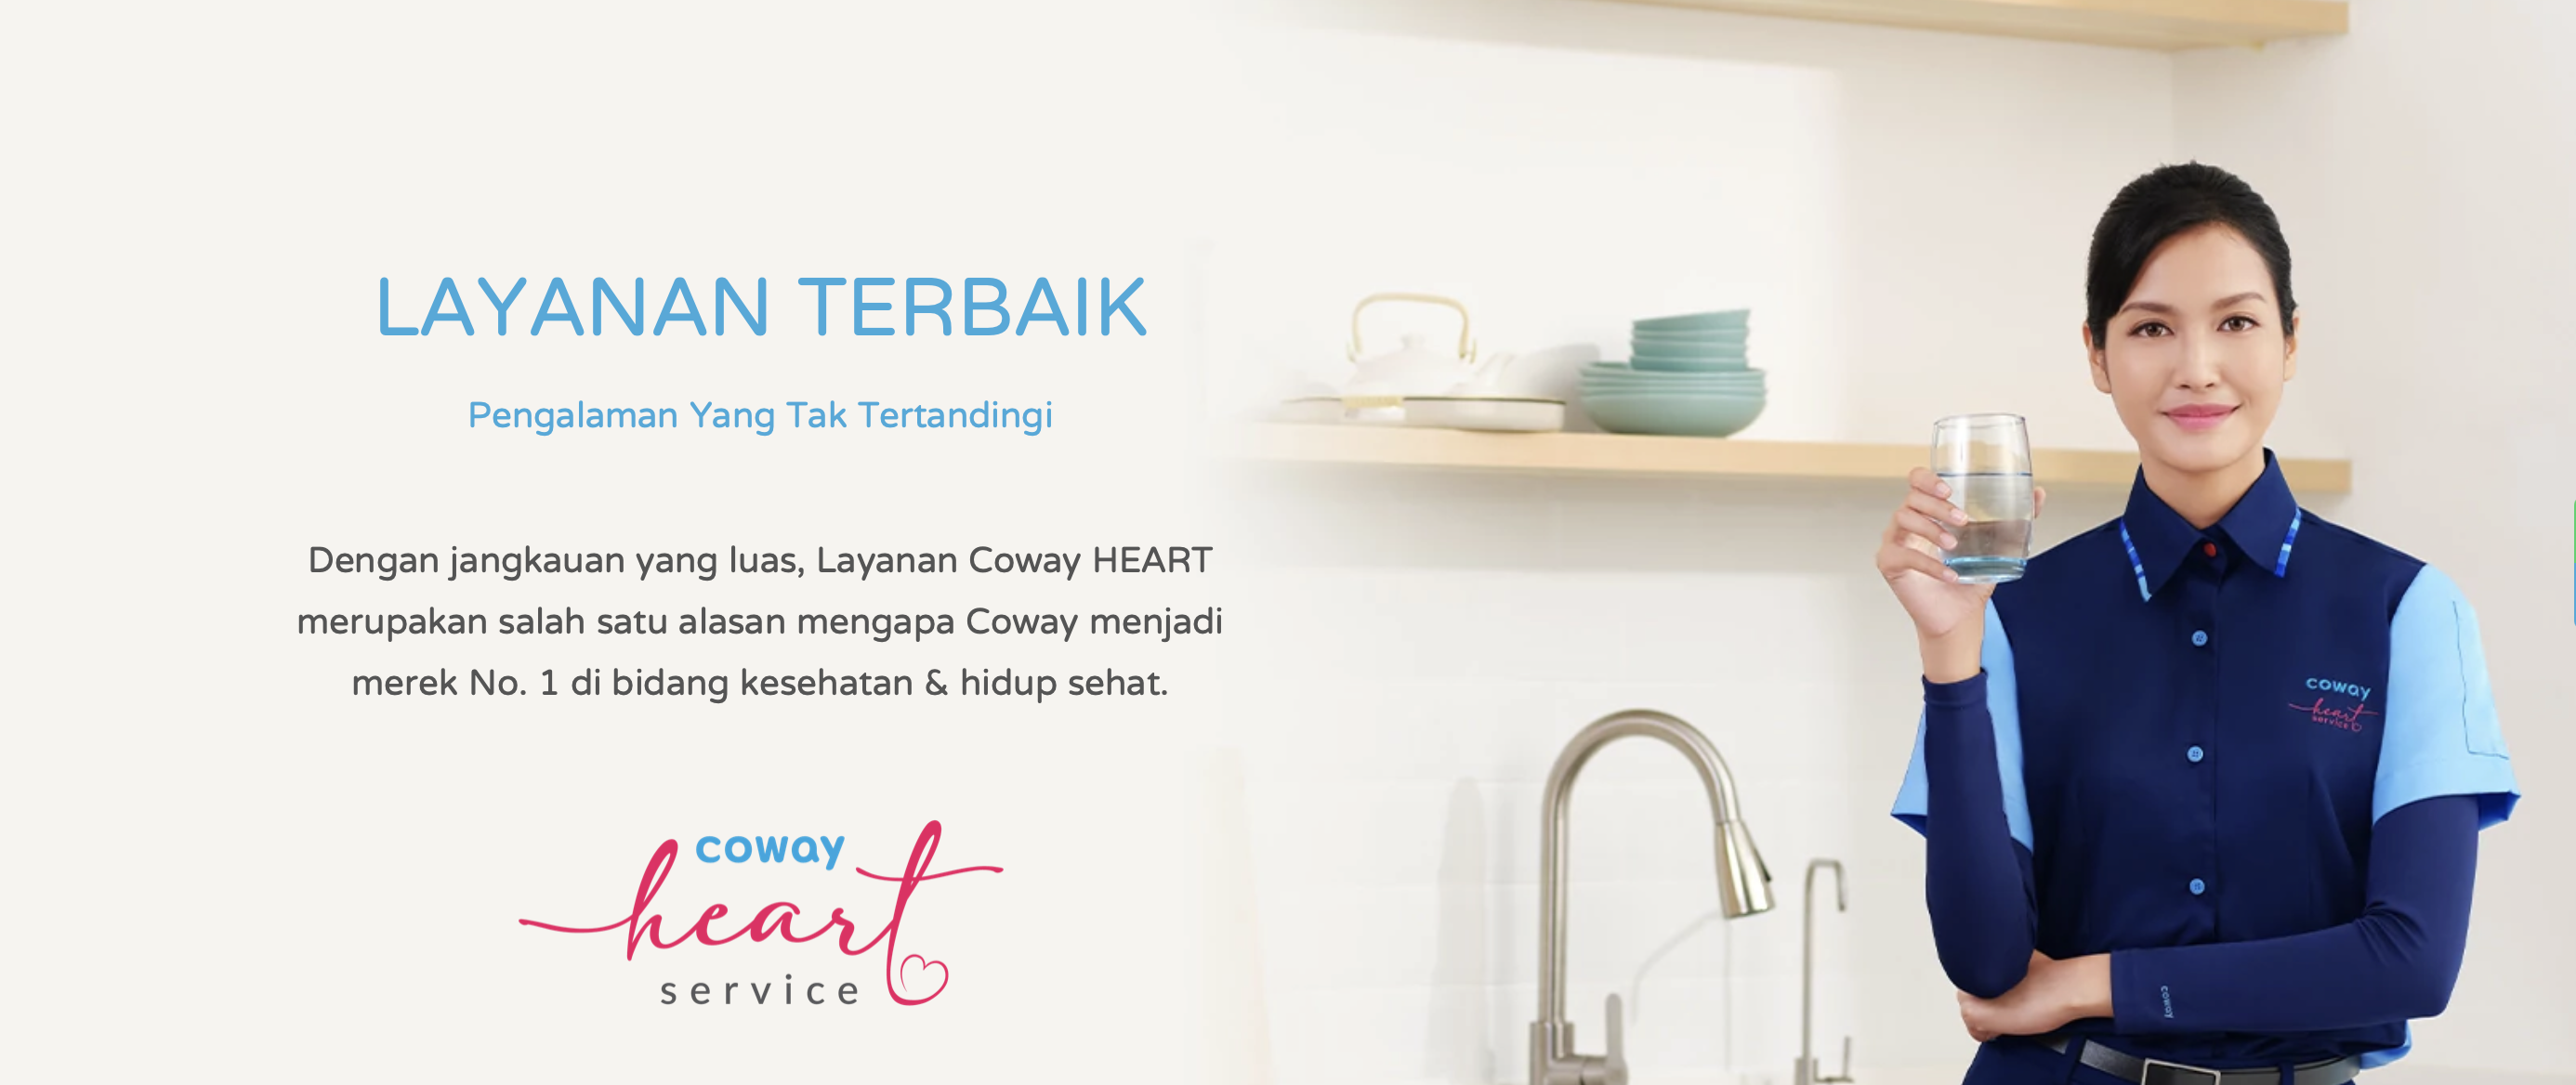 LAYANAN TERBAIK
Pengalaman Yang Tak Tertandingi
Dengan jangkauan yang luas, Layanan Coway HEART
merupakan salah satu alasan mengapa Coway menjadi
merek No. 1 di bidang kesehatan & hidup sehat.
coway
heart
service
coway
heart
service
coway